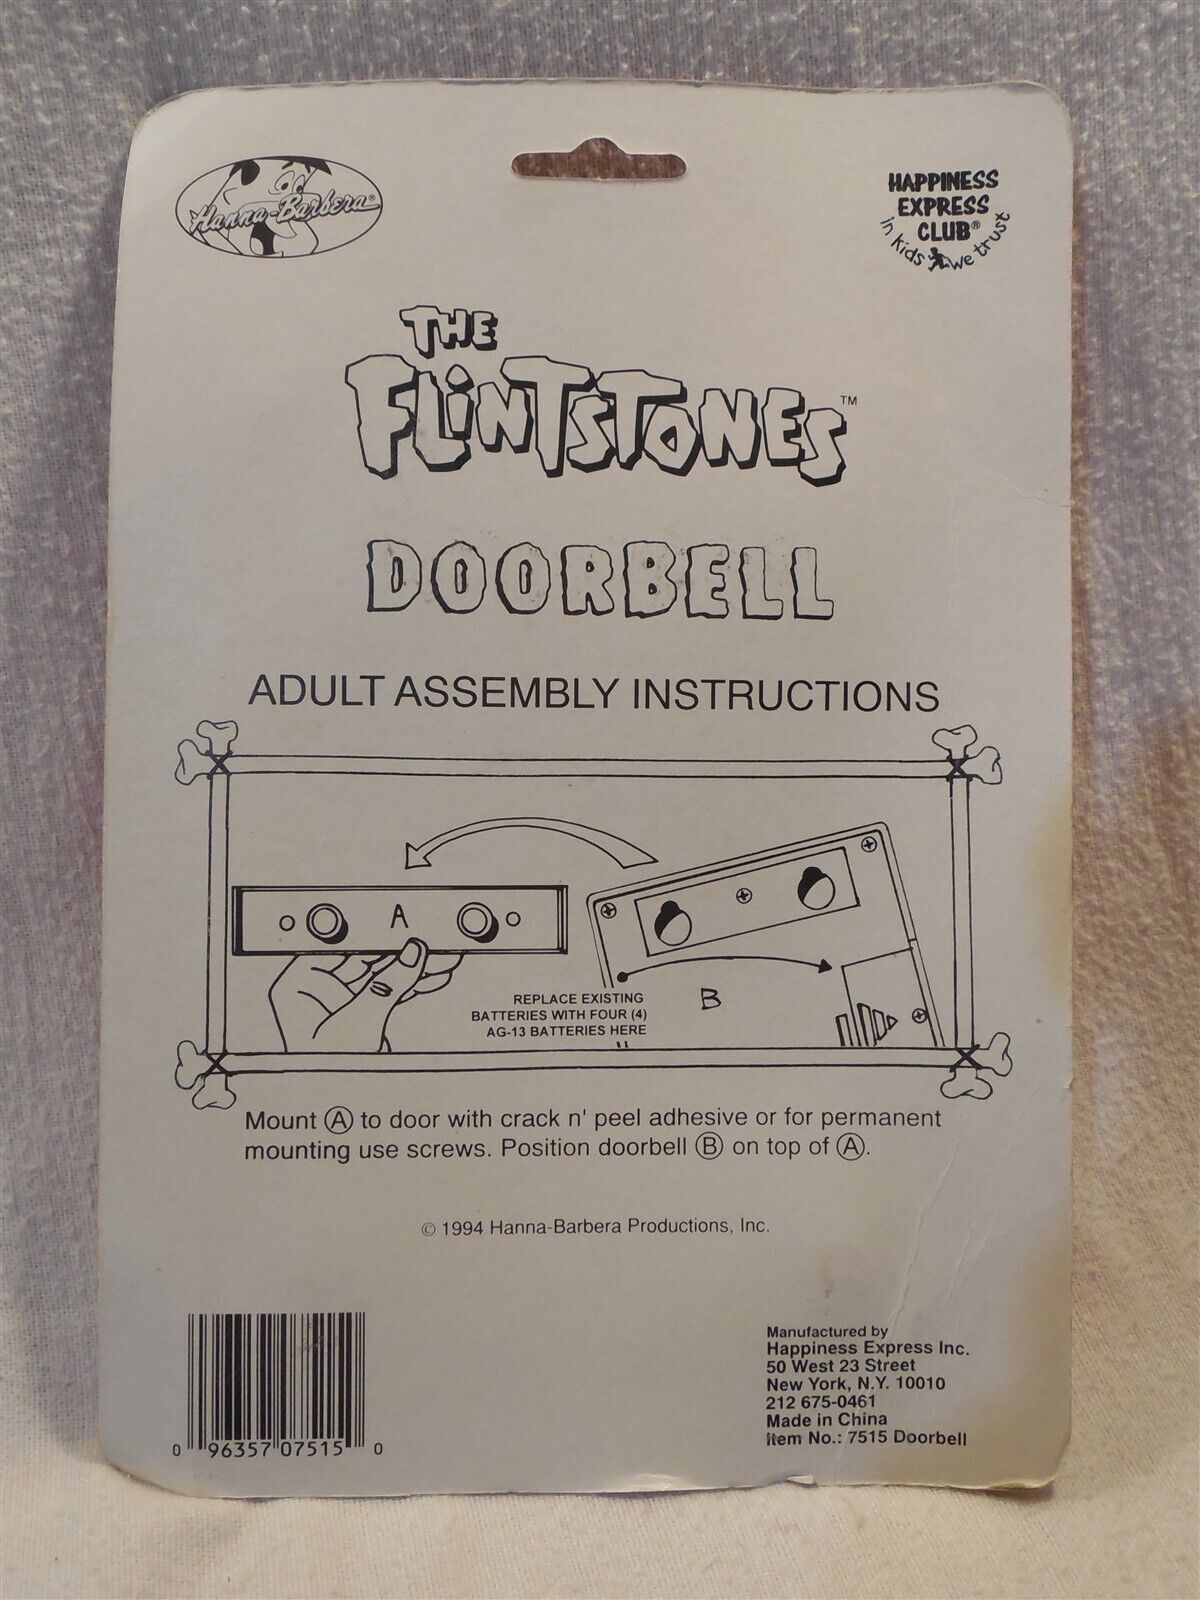 Hanna-Barbera®
HAPPINESS
EXPRESS
CLUB®
in kids we trust
THE
FLINTSTONES™
DOORBELL
ADULT ASSEMBLY INSTRUCTIONS
A
B
REPLACE EXISTING
BATTERIES WITH FOUR (4)
AG-13 BATTERIES HERE
Mount Ⓐ to door with crack n' peel adhesive or for permanent
mounting use screws. Position doorbell Ⓑ on top of Ⓐ.
© 1994 Hanna-Barbera Productions, Inc.
0 96357 07515 0
Manufactured by
Happiness Express Inc.
50 West 23 Street
New York, N.Y. 10010
212 675-0461
Made in China
Item No.: 7515 Doorbell